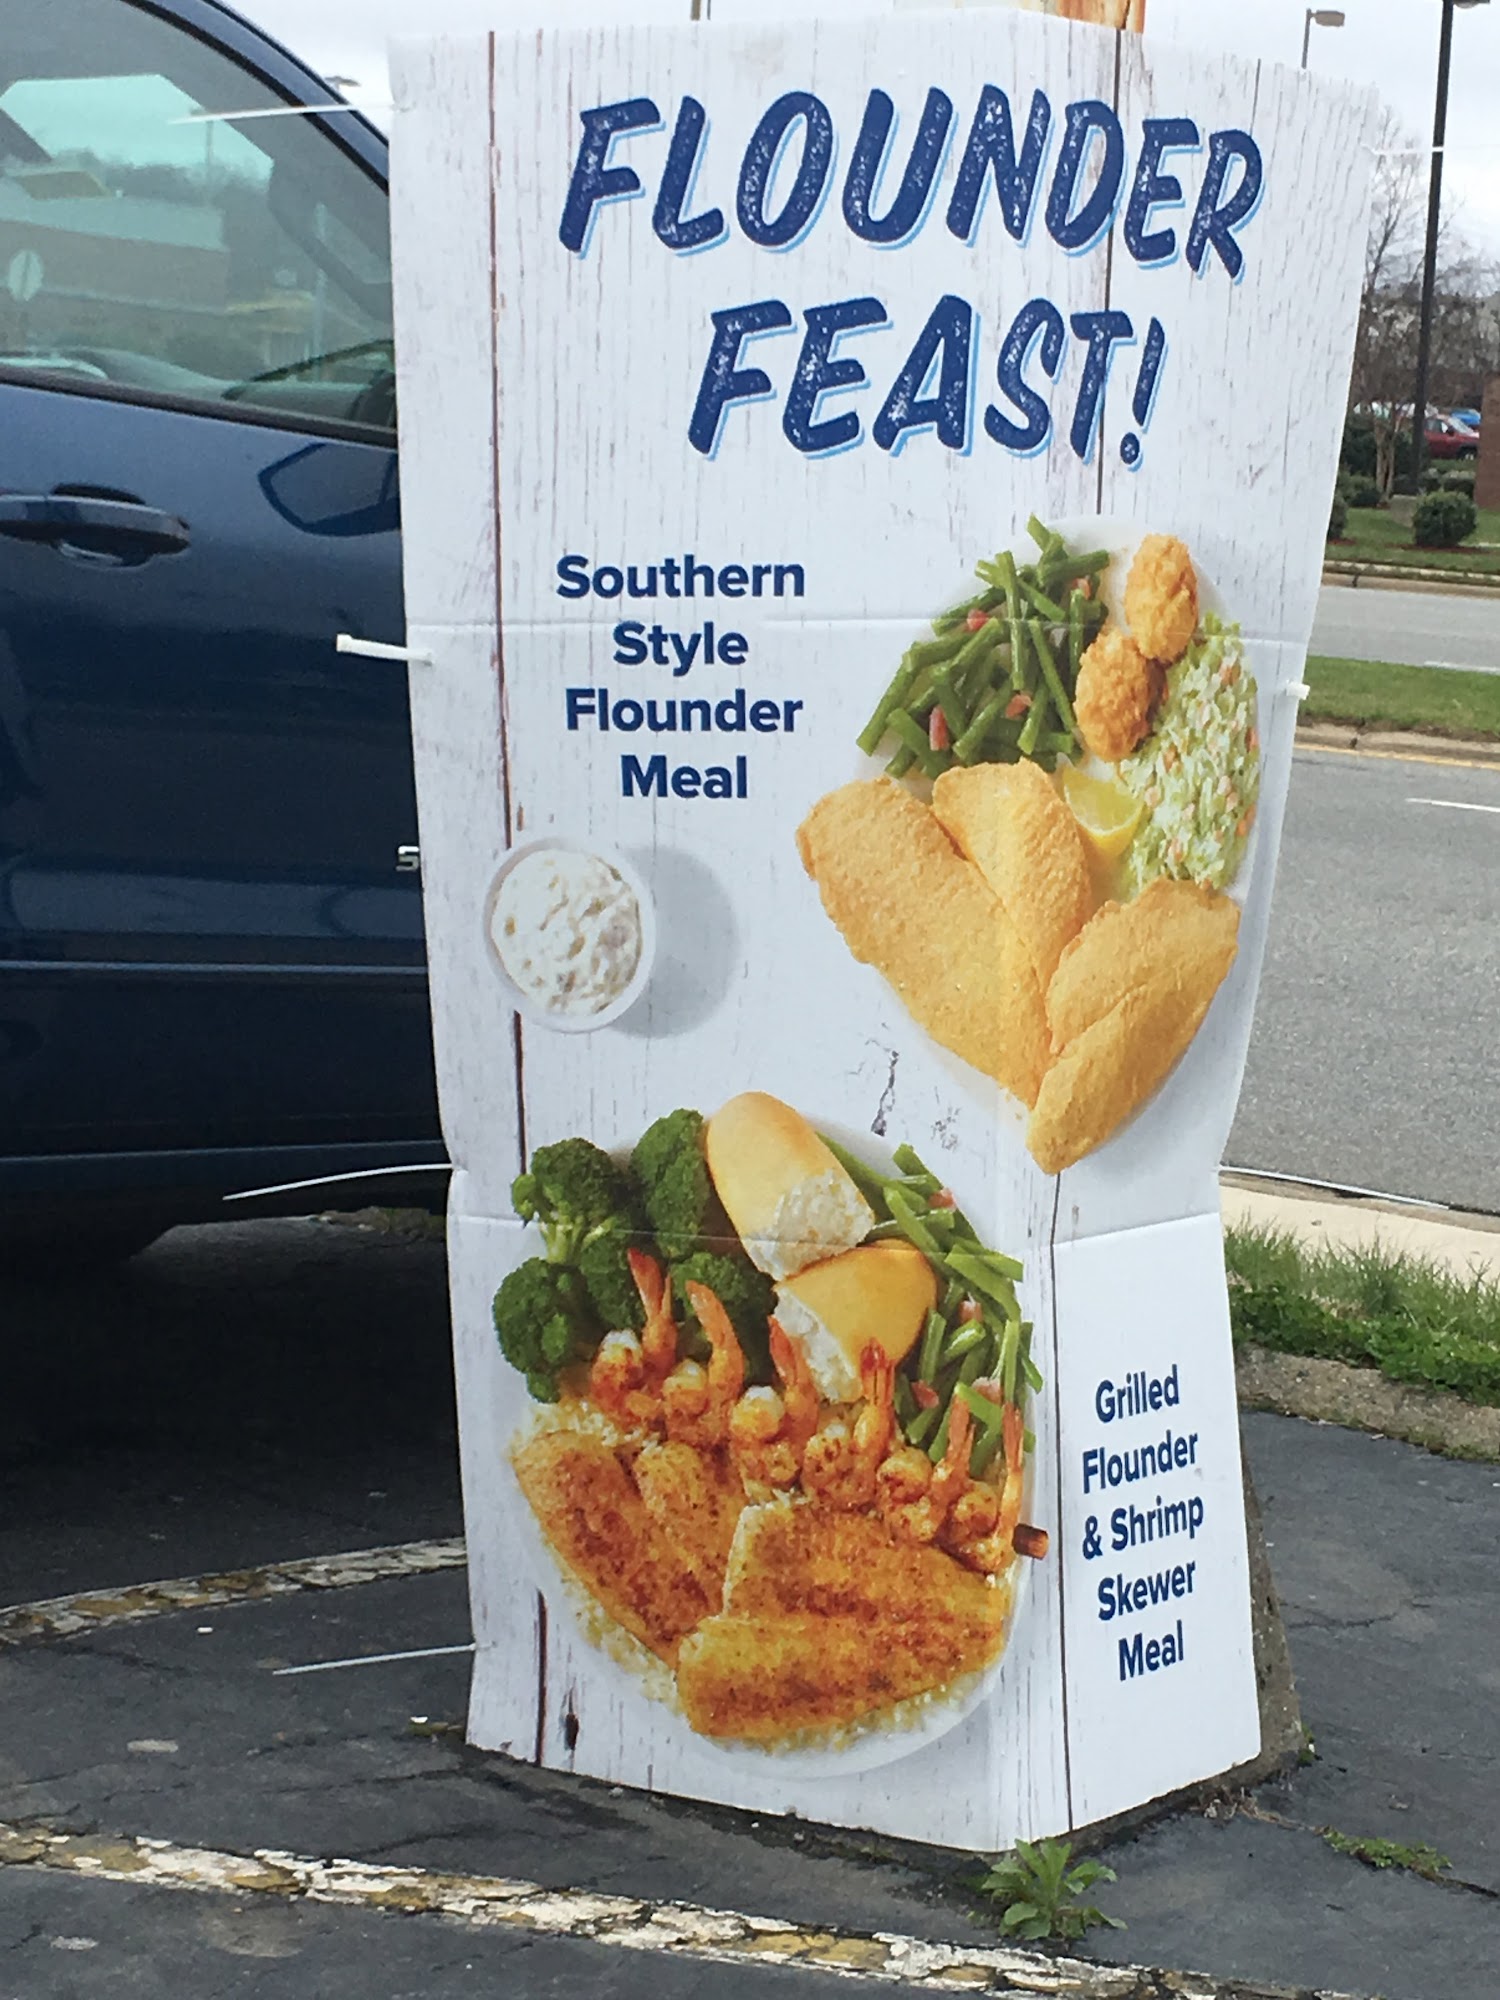 FLOUNDER
FEAST!
Southern
Style
Flounder
Meal
Grilled
Flounder
& Shrimp
Skewer
Meal